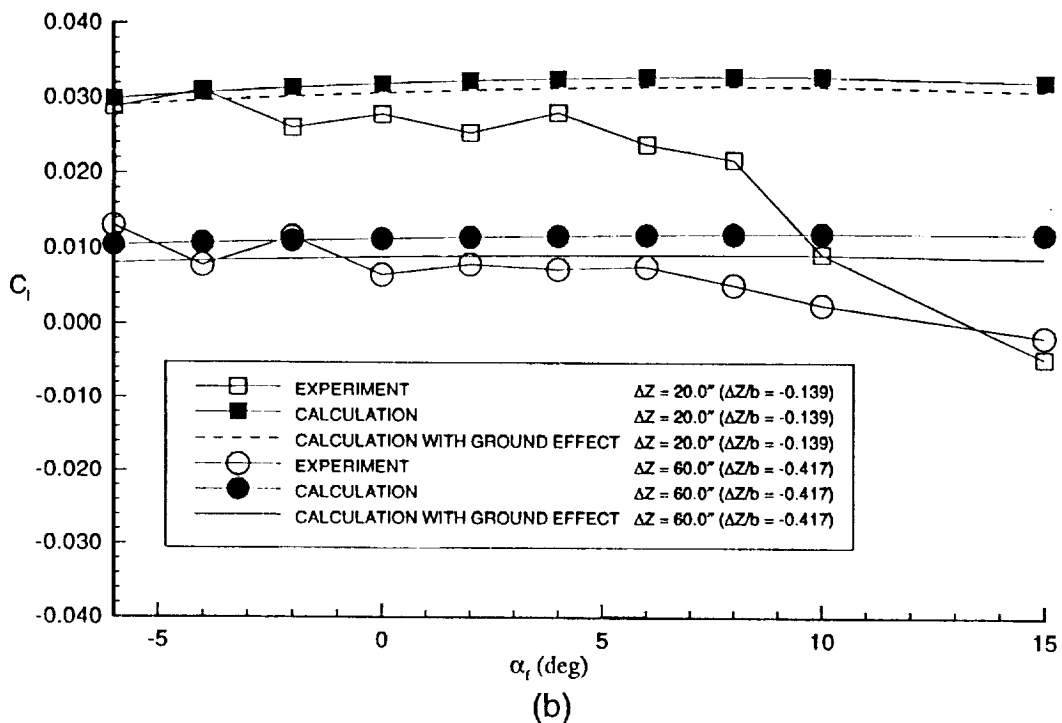 0.040
0.030
0.020
0.010
C_l
0.000
-0.010
-0.020
-0.030
-0.040
EXPERIMENT ΔZ = 20.0" (ΔZ/b = -0.139)
CALCULATION ΔZ = 20.0" (ΔZ/b = -0.139)
CALCULATION WITH GROUND EFFECT ΔZ = 20.0" (ΔZ/b = -0.139)
EXPERIMENT ΔZ = 60.0" (ΔZ/b = -0.417)
CALCULATION ΔZ = 60.0" (ΔZ/b = -0.417)
CALCULATION WITH GROUND EFFECT ΔZ = 60.0" (ΔZ/b = -0.417)
-5 0 5 10 15
α_f (deg)
(b)